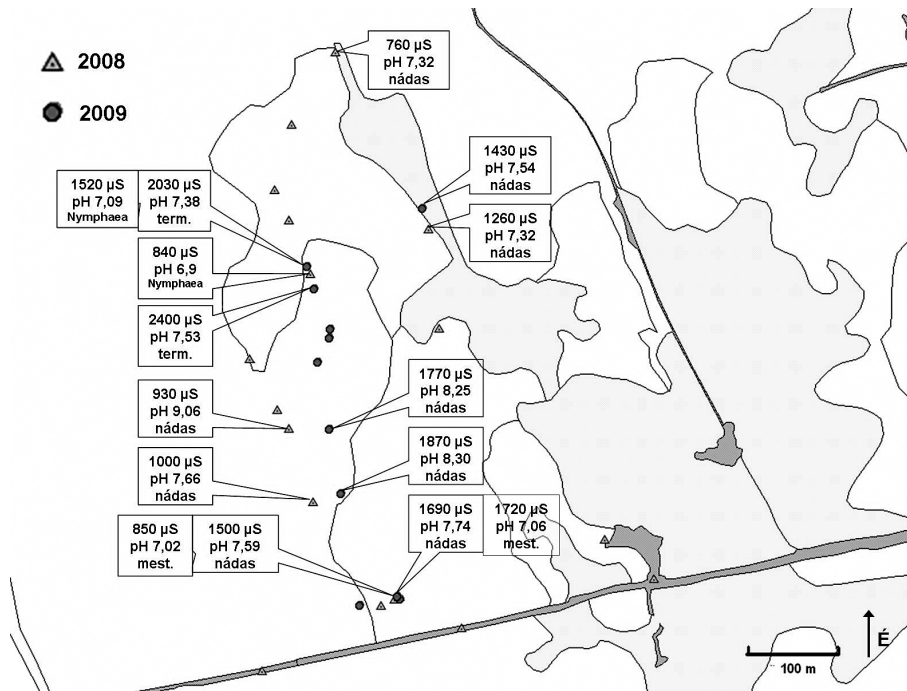 2008
2009
760 µS
pH 7,32
nádas
1430 µS
pH 7,54
nádas
1260 µS
pH 7,32
nádas
1520 µS
pH 7,09
Nymphaea
2030 µS
pH 7,38
term.
840 µS
pH 6,9
Nymphaea
2400 µS
pH 7,53
term.
930 µS
pH 9,06
nádas
1770 µS
pH 8,25
nádas
1870 µS
pH 8,30
nádas
1000 µS
pH 7,66
nádas
850 µS
pH 7,02
mest.
1500 µS
pH 7,59
nádas
1690 µS
pH 7,74
nádas
1720 µS
pH 7,06
mest.
É
100 m